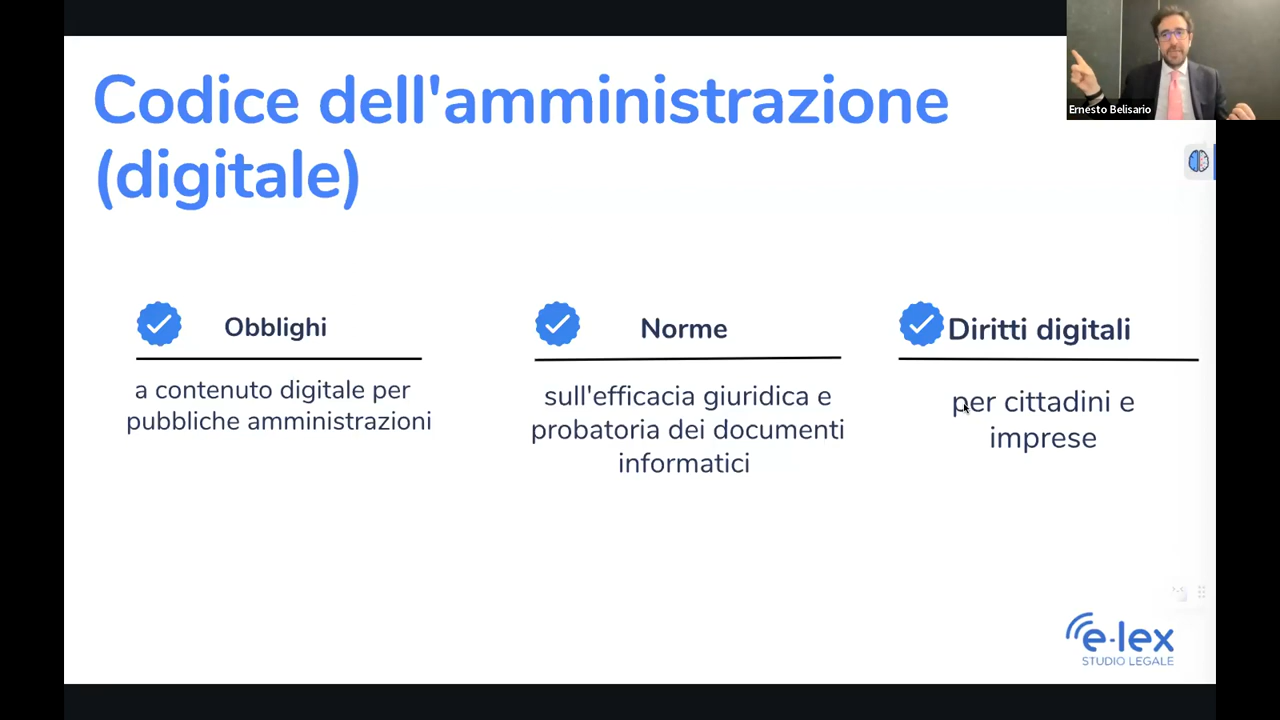 Codice dell'amministrazione
(digitale)
Ernesto Belisario
Obblighi
a contenuto digitale per
pubbliche amministrazioni
Norme
sull'efficacia giuridica e
probatoria dei documenti
informatici
Diritti digitali
per cittadini e
imprese
e-lex
STUDIO LEGALE